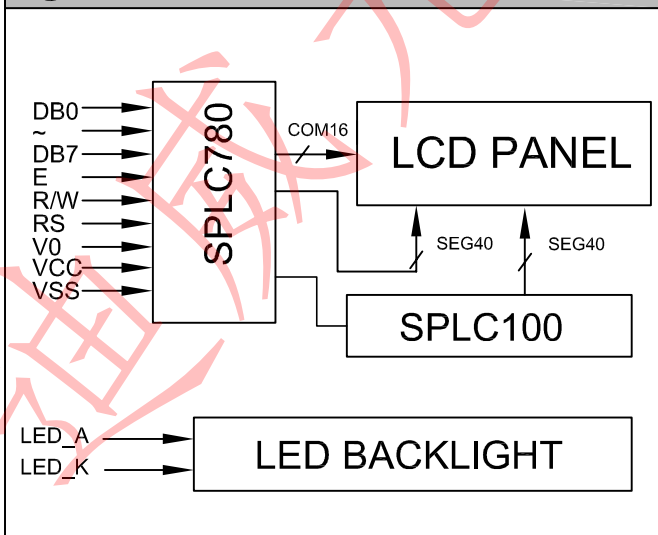 DB0
~
DB7
E
R/W
RS
V0
VCC
VSS
SPLC780
COM16
LCD PANEL
SEG40
SEG40
SPLC100
LED_A
LED_K
LED BACKLIGHT